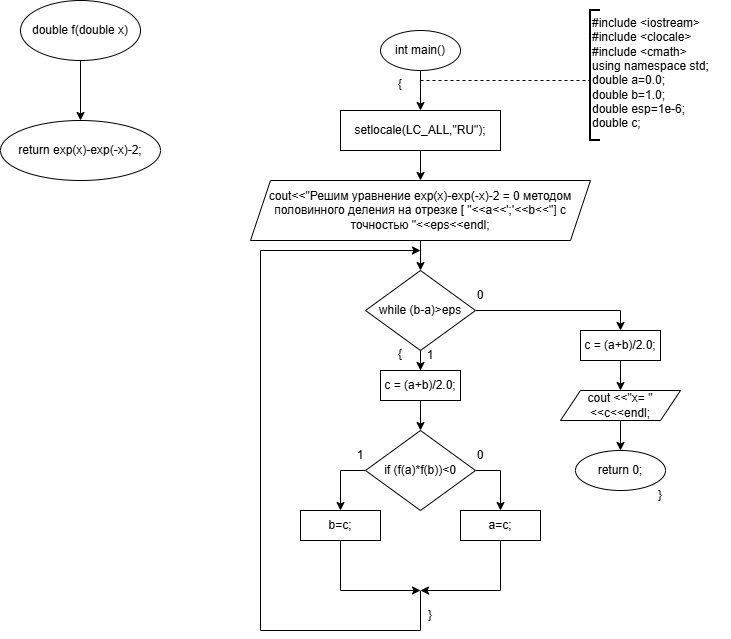 double f(double x)
return exp(x)-exp(-x)-2;
int main()
{
#include <iostream>
#include <clocale>
#include <cmath>
using namespace std;
double a=0.0;
double b=1.0;
double esp=1e-6;
double c;
setlocale(LC_ALL,"RU");
cout<<"Решим уравнение exp(x)-exp(-x)-2 = 0 методом
половинного деления на отрезке [ "<<a<<';'<<b<<"] с
точностью "<<eps<<endl;
while (b-a)>eps
0
{
1
c = (a+b)/2.0;
if (f(a)*f(b))<0
1
0
b=c;
a=c;
}
c = (a+b)/2.0;
cout <<"x= "
<<c<<endl;
return 0;
}